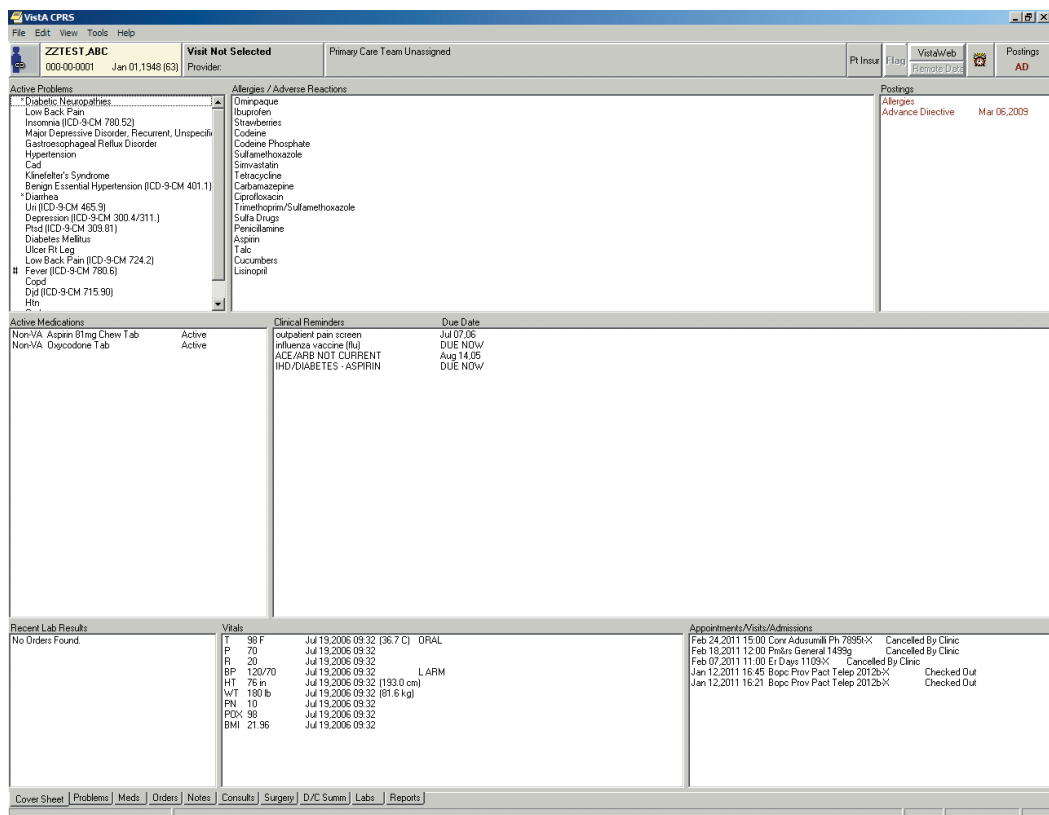 VistA CPRS
File Edit View Tools Help
ZZTEST,ABC
000-00-0001 Jan 01,1948 (63)
Visit Not Selected
Provider:
Primary Care Team Unassigned
Pt Insur
Flag
VistaWeb
Remote Data
Postings
AD
Active Problems
*Diabetic Neuropathies
Low Back Pain
Insomnia (ICD-9-CM 780.52)
Major Depressive Disorder, Recurrent, Unspecifi
Gastroesophageal Reflux Disorder
Hypertension
Cad
Klinefelter's Syndrome
Benign Essential Hypertension (ICD-9-CM 401.1)
*Diarrhea
Uri (ICD-9-CM 465.9)
Depression (ICD-9-CM 300.4/311.)
Ptsd (ICD-9-CM 309.81)
Diabetes Mellitus
Ulcer Rt Leg
Low Back Pain (ICD-9-CM 724.2)
# Fever (ICD-9-CM 780.6)
Copd
Djd (ICD-9-CM 715.90)
Htn
Allergies / Adverse Reactions
Ominpaque
Ibuprofen
Strawberries
Codeine
Codeine Phosphate
Sulfamethoxazole
Simvastatin
Tetracycline
Carbamazepine
Ciprofloxacin
Trimethoprim/Sulfamethoxazole
Sulfa Drugs
Penicillamine
Aspirin
Talc
Cucumbers
Lisinopril
Postings
Allergies
Advance Directive Mar 06,2009
Active Medications
Non-VA Aspirin 81mg Chew Tab Active
Non-VA Oxycodone Tab Active
Clinical Reminders Due Date
outpatient pain screen Jul 07,06
influenza vaccine (flu) DUE NOW
ACE/ARB NOT CURRENT Aug 14,05
IHD/DIABETES - ASPIRIN DUE NOW
Recent Lab Results
No Orders Found.
Vitals
T 98 F Jul 19,2006 09:32 (36.7 C) ORAL
P 70 Jul 19,2006 09:32
R 20 Jul 19,2006 09:32
BP 120/70 Jul 19,2006 09:32 L ARM
HT 76 in Jul 19,2006 09:32 (193.0 cm)
WT 180 lb Jul 19,2006 09:32 (81.6 kg)
PN 10 Jul 19,2006 09:32
POX 98 Jul 19,2006 09:32
BMI 21.96 Jul 19,2006 09:32
Appointments/Visits/Admissions
Feb 24,2011 15:00 Conr Adusumilli Ph 7895t-X Cancelled By Clinic
Feb 18,2011 12:00 Pm&rs General 1499g Cancelled By Clinic
Feb 07,2011 11:00 Er Days 1109-X Cancelled By Clinic
Jan 12,2011 16:45 Bopc Prov Pact Telep 2012b-X Checked Out
Jan 12,2011 16:21 Bopc Prov Pact Telep 2012b-X Checked Out
Cover Sheet Problems Meds Orders Notes Consults Surgery D/C Summ Labs Reports